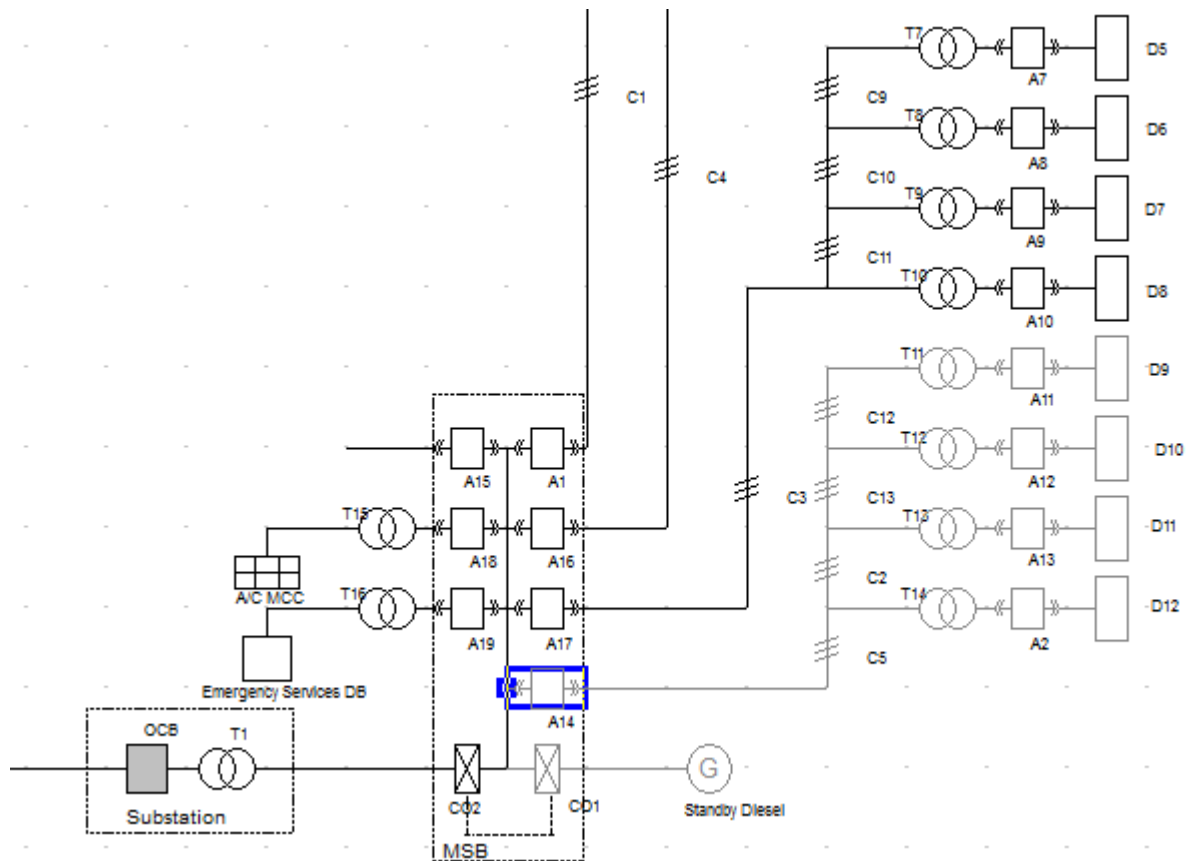 T7
D5
A7
C1
C9
T8
D6
A8
C4
C10
T9
D7
A9
C11
T10
D8
A10
T11
D9
A11
C12
T12
D10
A15
A1
A12
C3
C13
T15
T13
D11
A18
A16
A13
A/C MCC
C2
T16
T14
D12
A19
A17
A2
C5
Emergency Services DB
A14
OCB
T1
G
CO2
CO1
Standby Diesel
Substation
MSB